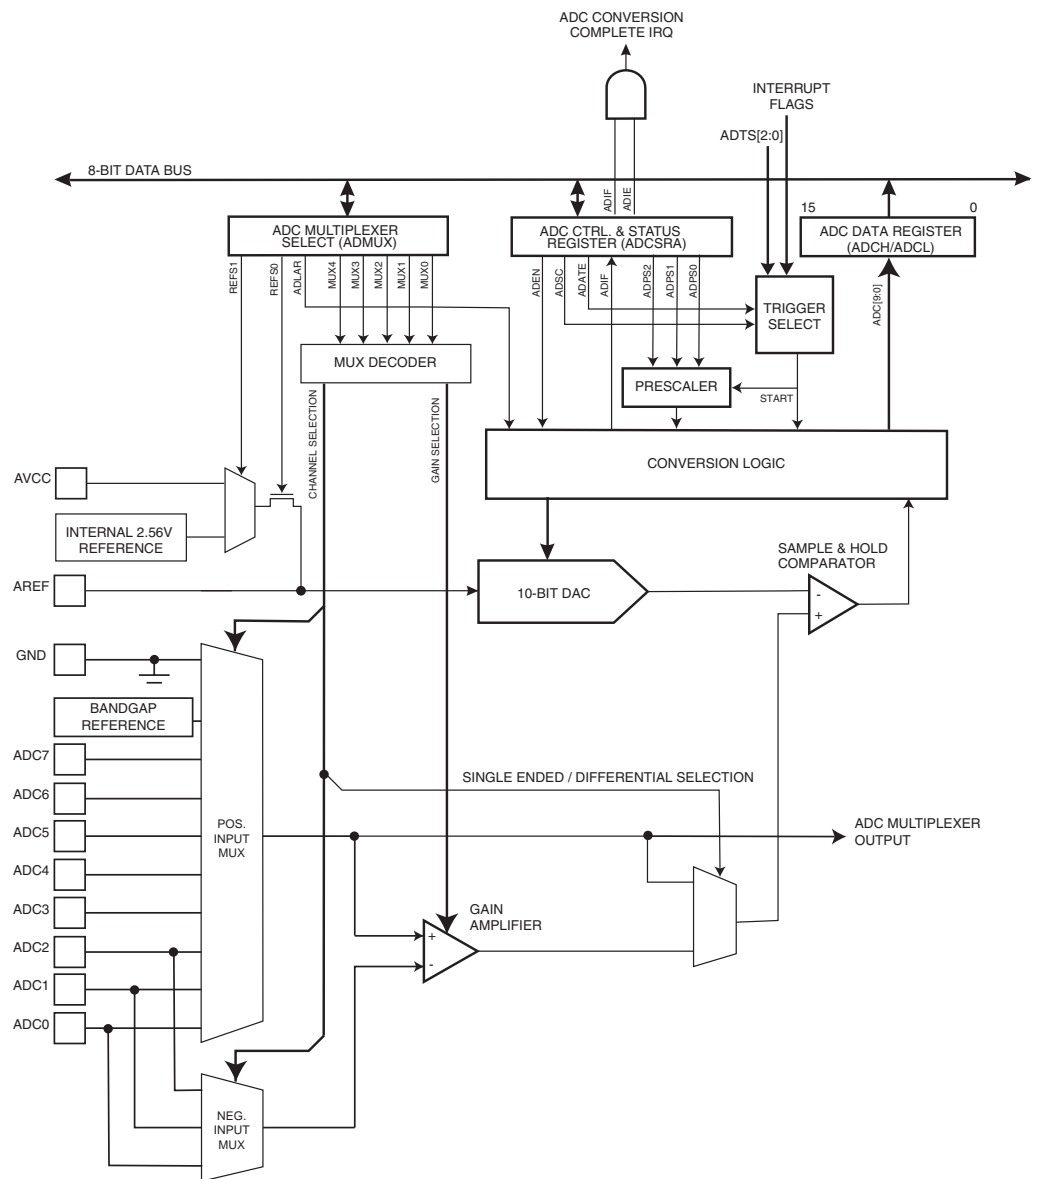 ADC CONVERSION
COMPLETE IRQ
INTERRUPT
FLAGS
ADTS[2:0]
8-BIT DATA BUS
ADIF
ADIE
15
0
ADC MULTIPLEXER
SELECT (ADMUX)
ADC CTRL. & STATUS
REGISTER (ADCSRA)
ADC DATA REGISTER
(ADCH/ADCL)
REFS1
REFS0
ADLAR
MUX4
MUX3
MUX2
MUX1
MUX0
ADEN
ADSC
ADATE
ADIF
ADPS2
ADPS1
ADPS0
ADC[9:0]
TRIGGER
SELECT
MUX DECODER
PRESCALER
START
CHANNEL SELECTION
GAIN SELECTION
CONVERSION LOGIC
AVCC
INTERNAL 2.56V
REFERENCE
SAMPLE & HOLD
COMPARATOR
AREF
10-BIT DAC
-
+
GND
BANDGAP
REFERENCE
ADC7
SINGLE ENDED / DIFFERENTIAL SELECTION
ADC6
ADC5
POS.
INPUT
MUX
ADC MULTIPLEXER
OUTPUT
ADC4
ADC3
GAIN
AMPLIFIER
+
-
ADC2
ADC1
ADC0
NEG.
INPUT
MUX